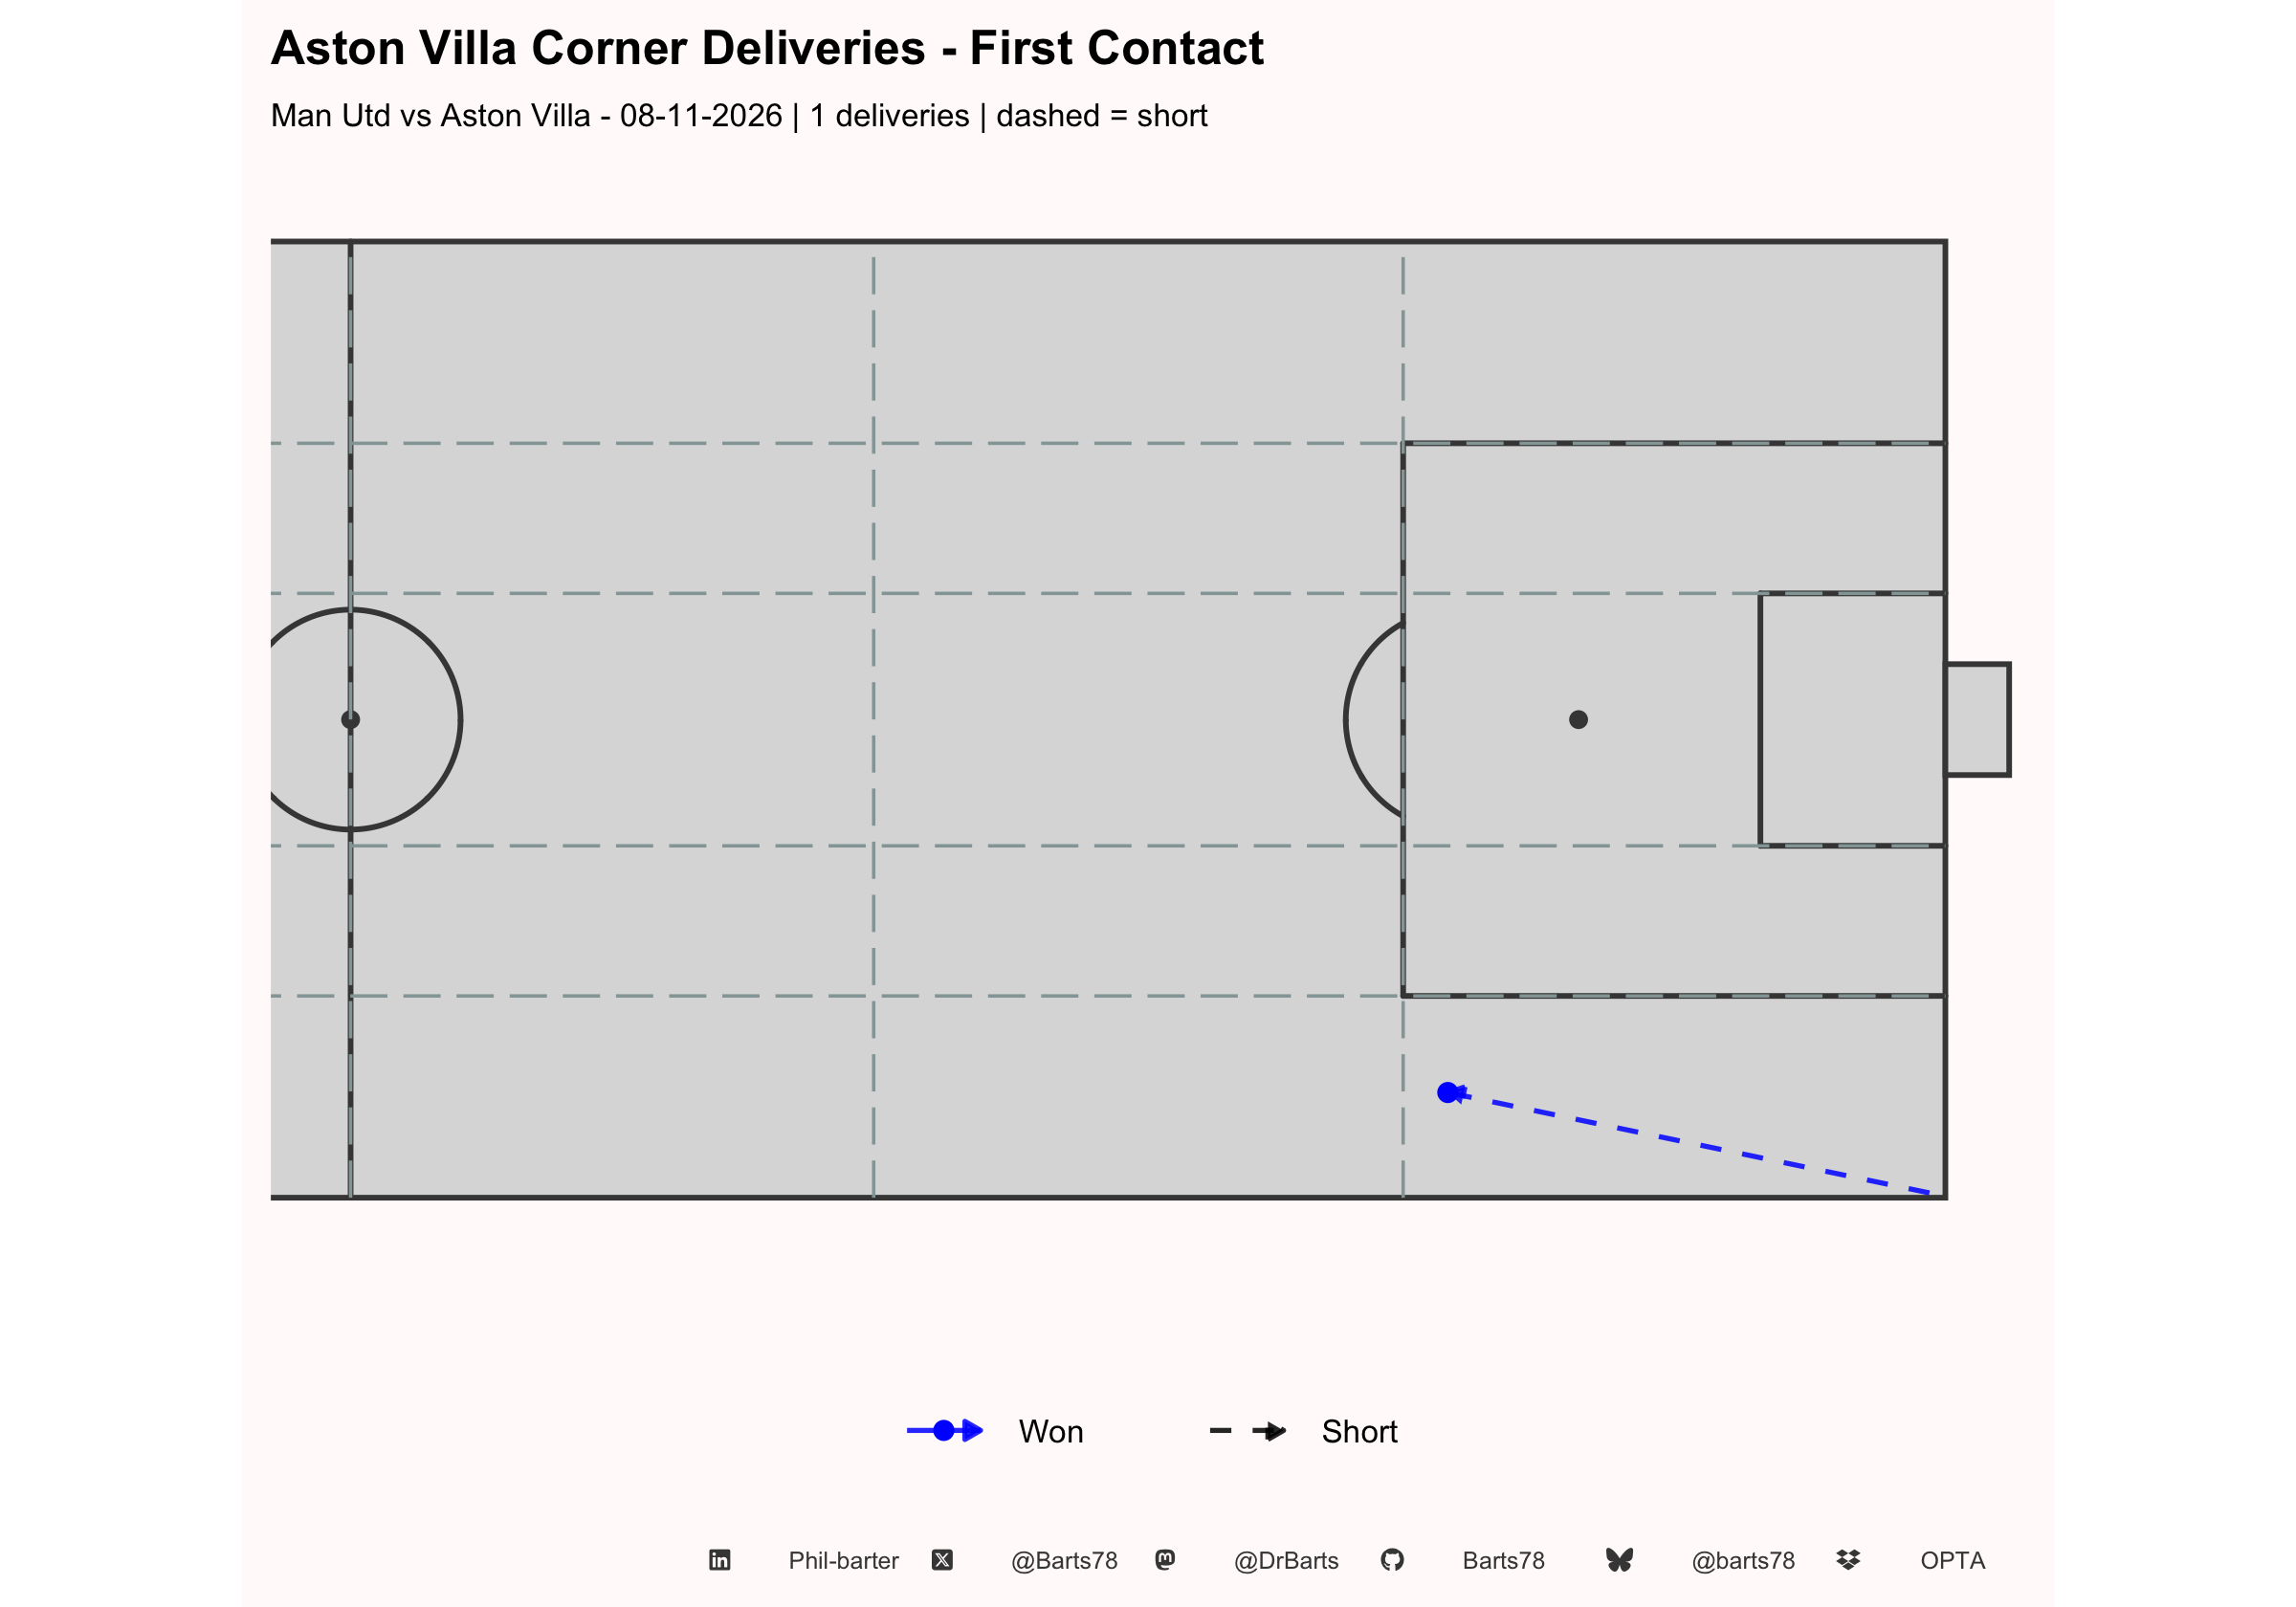 Aston Villa Corner Deliveries - First Contact
Man Utd vs Aston Villa - 08-11-2026 | 1 deliveries | dashed = short
Won Short
Phil-barter @Barts78 @DrBarts Barts78 @barts78 OPTA